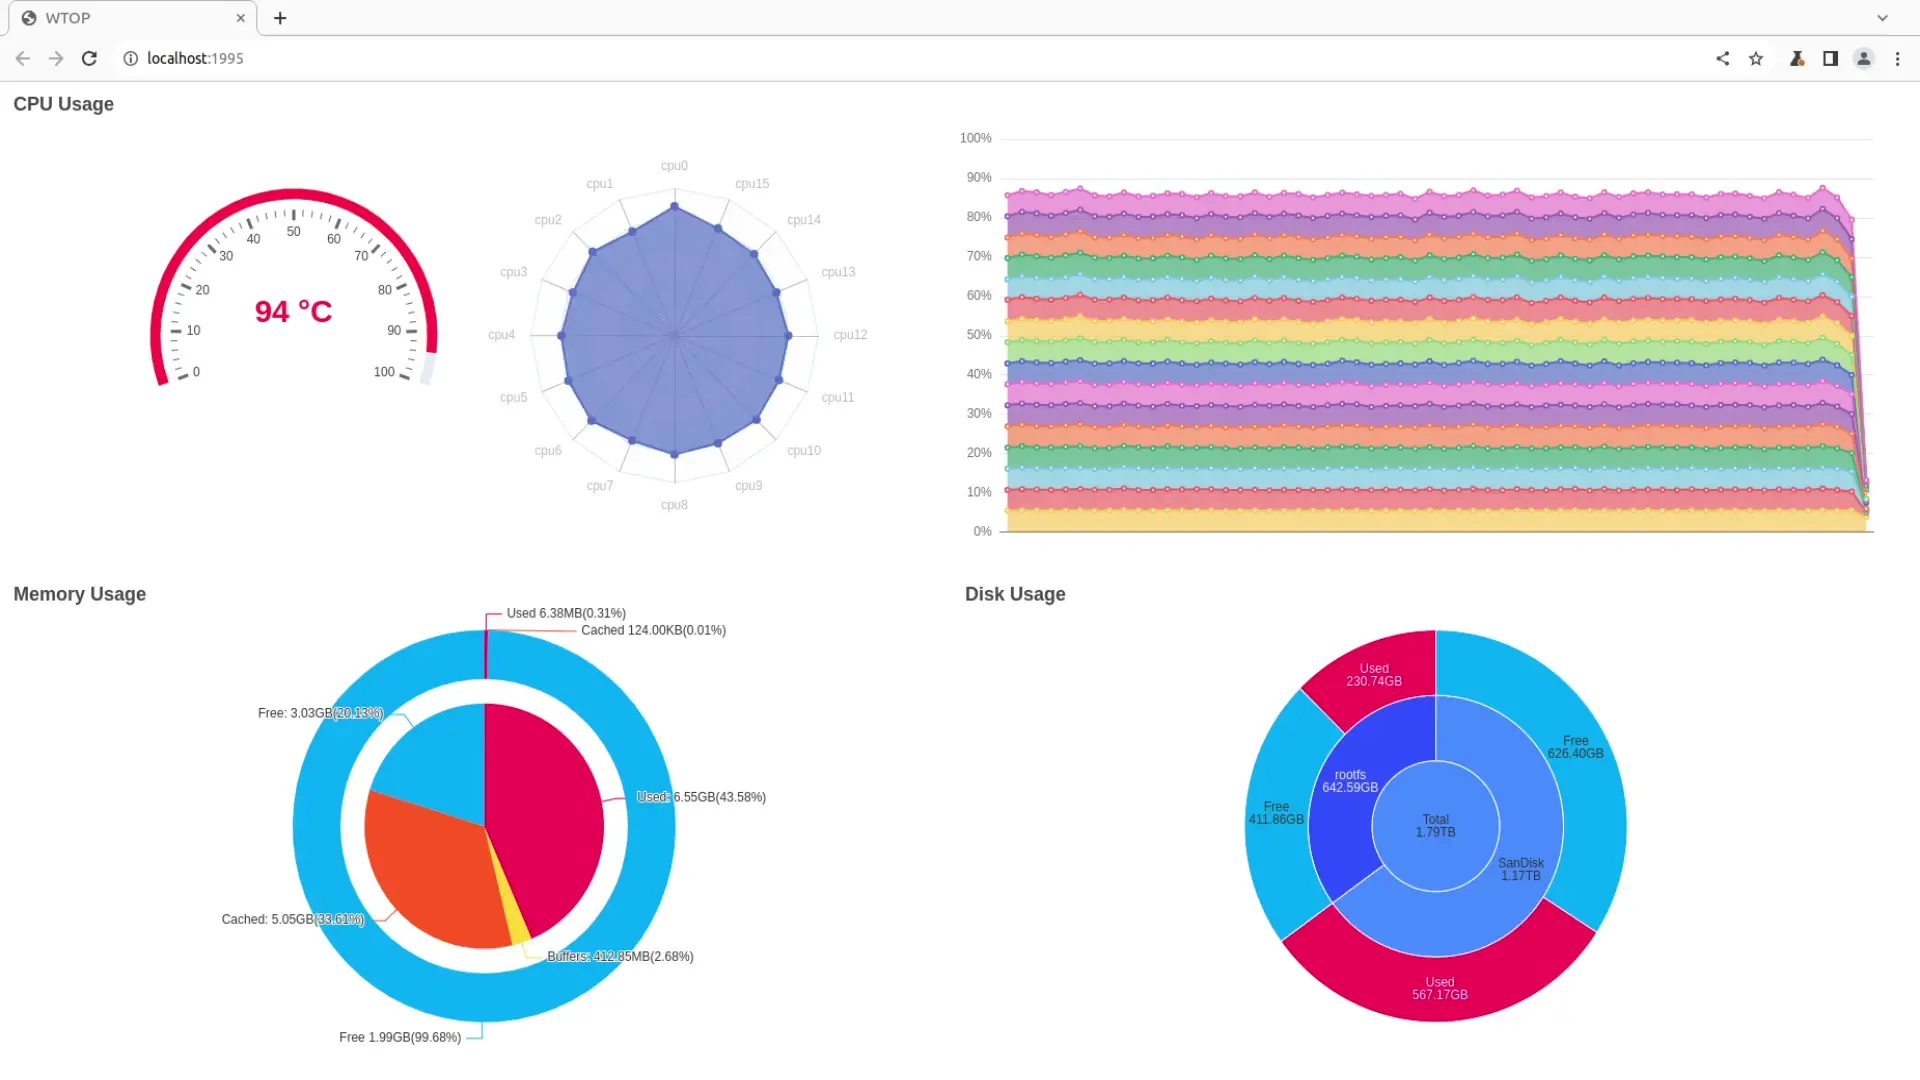 WTOP
localhost:1995
CPU Usage
0
10
20
30
40
50
60
70
80
90
100
94 °C
cpu0
cpu1
cpu2
cpu3
cpu4
cpu5
cpu6
cpu7
cpu8
cpu9
cpu10
cpu11
cpu12
cpu13
cpu14
cpu15
100%
90%
80%
70%
60%
50%
40%
30%
20%
10%
0%
Memory Usage
Used 6.38MB(0.31%)
Cached 124.00KB(0.01%)
Free: 3.03GB(20.13%)
Used: 6.55GB(43.58%)
Cached: 5.05GB(33.61%)
Buffers: 412.85MB(2.68%)
Free 1.99GB(99.68%)
Disk Usage
Used
230.74GB
Free
626.40GB
rootfs
642.59GB
Free
411.86GB
Total
1.79TB
SanDisk
1.17TB
Used
567.17GB